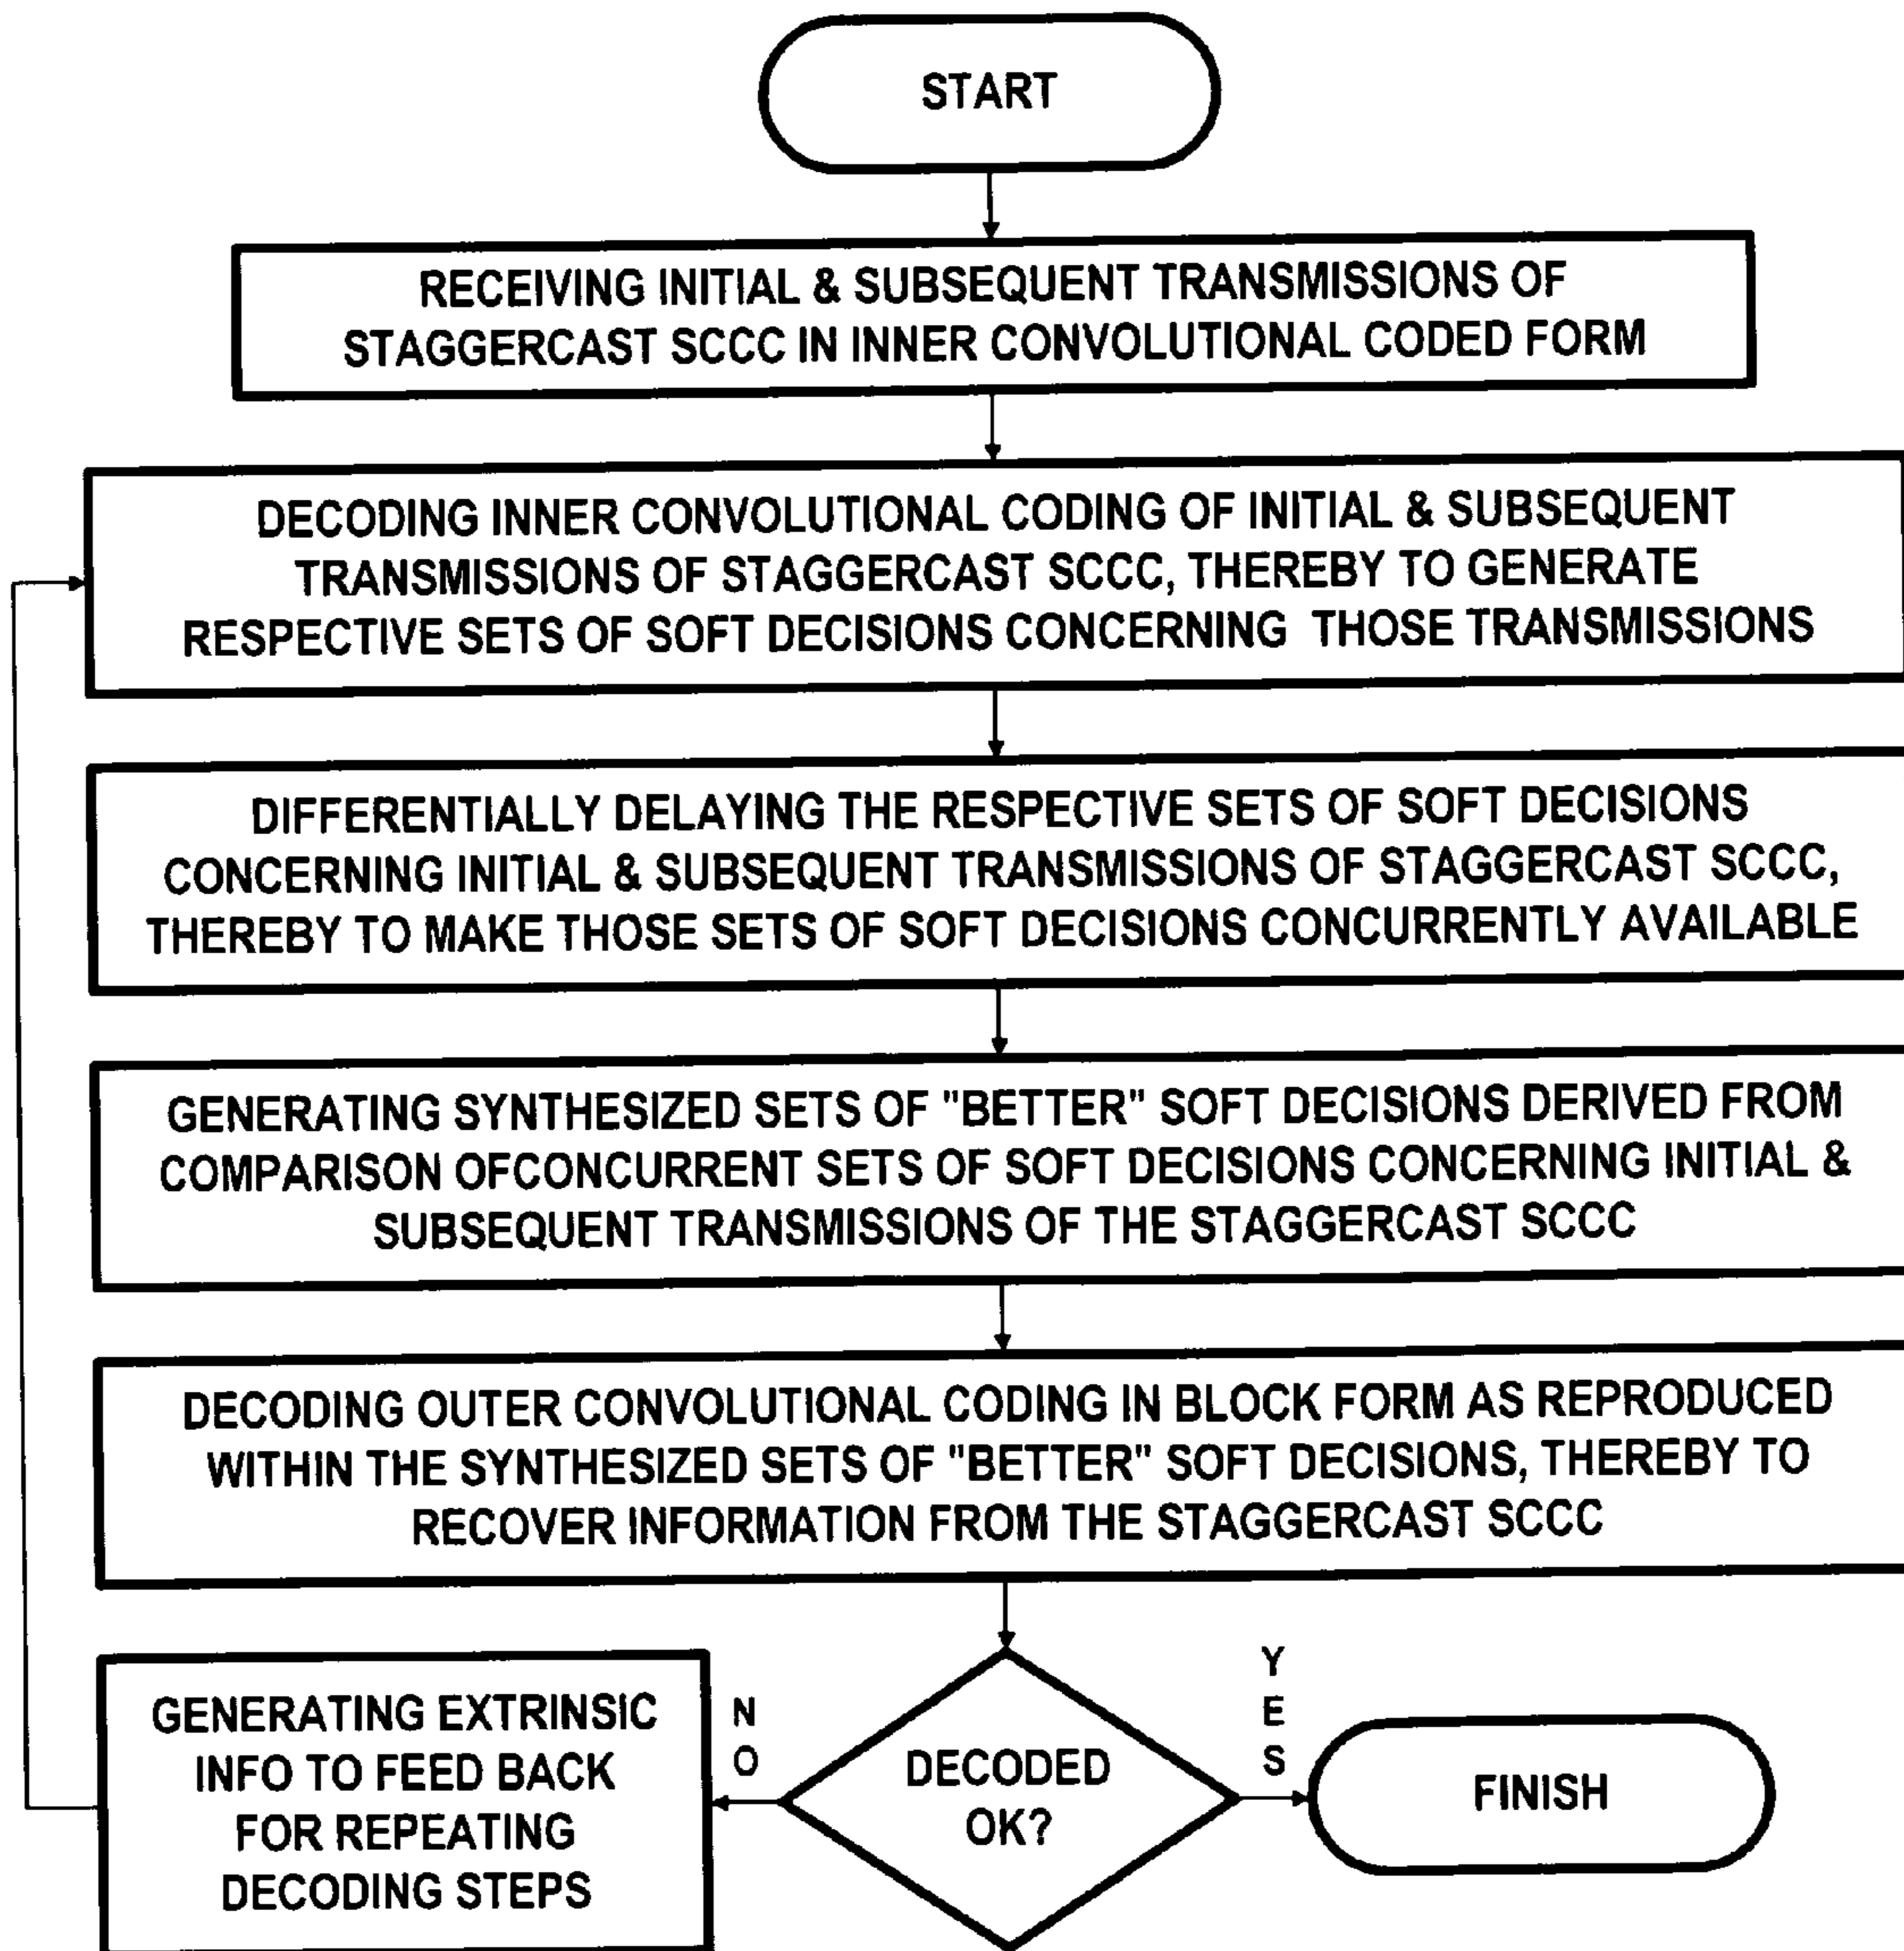 START
RECEIVING INITIAL & SUBSEQUENT TRANSMISSIONS OF
STAGGERCAST SCCC IN INNER CONVOLUTIONAL CODED FORM
DECODING INNER CONVOLUTIONAL CODING OF INITIAL & SUBSEQUENT
TRANSMISSIONS OF STAGGERCAST SCCC, THEREBY TO GENERATE
RESPECTIVE SETS OF SOFT DECISIONS CONCERNING THOSE TRANSMISSIONS
DIFFERENTIALLY DELAYING THE RESPECTIVE SETS OF SOFT DECISIONS
CONCERNING INITIAL & SUBSEQUENT TRANSMISSIONS OF STAGGERCAST SCCC,
THEREBY TO MAKE THOSE SETS OF SOFT DECISIONS CONCURRENTLY AVAILABLE
GENERATING SYNTHESIZED SETS OF "BETTER" SOFT DECISIONS DERIVED FROM
COMPARISON OFCONCURRENT SETS OF SOFT DECISIONS CONCERNING INITIAL &
SUBSEQUENT TRANSMISSIONS OF THE STAGGERCAST SCCC
DECODING OUTER CONVOLUTIONAL CODING IN BLOCK FORM AS REPRODUCED
WITHIN THE SYNTHESIZED SETS OF "BETTER" SOFT DECISIONS, THEREBY TO
RECOVER INFORMATION FROM THE STAGGERCAST SCCC
GENERATING EXTRINSIC
INFO TO FEED BACK
FOR REPEATING
DECODING STEPS
NO
DECODED
OK?
YES
FINISH